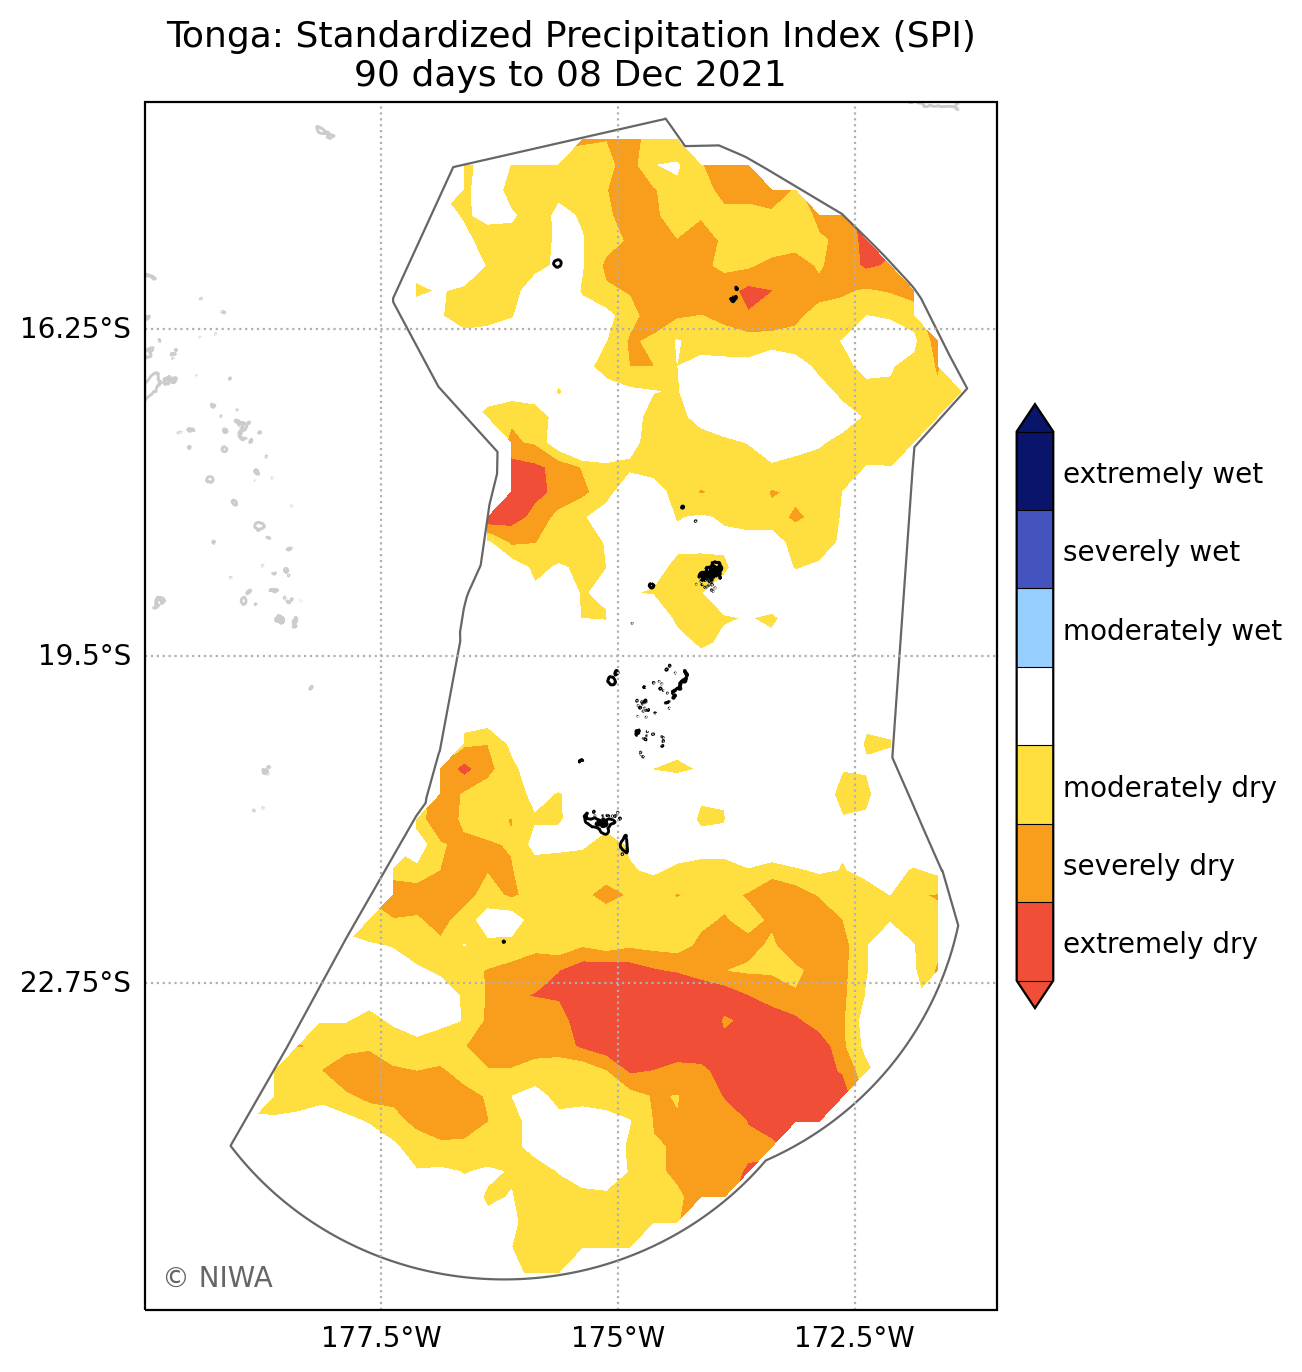 Tonga: Standardized Precipitation Index (SPI)
90 days to 08 Dec 2021
16.25°S
19.5°S
22.75°S
177.5°W
175°W
172.5°W
extremely wet
severely wet
moderately wet
moderately dry
severely dry
extremely dry
© NIWA